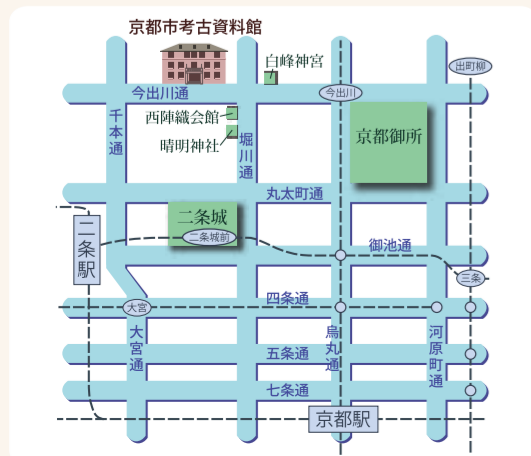 京都市考古資料館
白峰神宮
出町柳
今出川通
今出川
千本通
西陣織会館
晴明神社
堀川通
京都御所
丸太町通
二条城
二条城前
二条駅
御池通
三条
四条通
大宮
大宮通
五条通
烏丸通
河原町通
七条通
京都駅